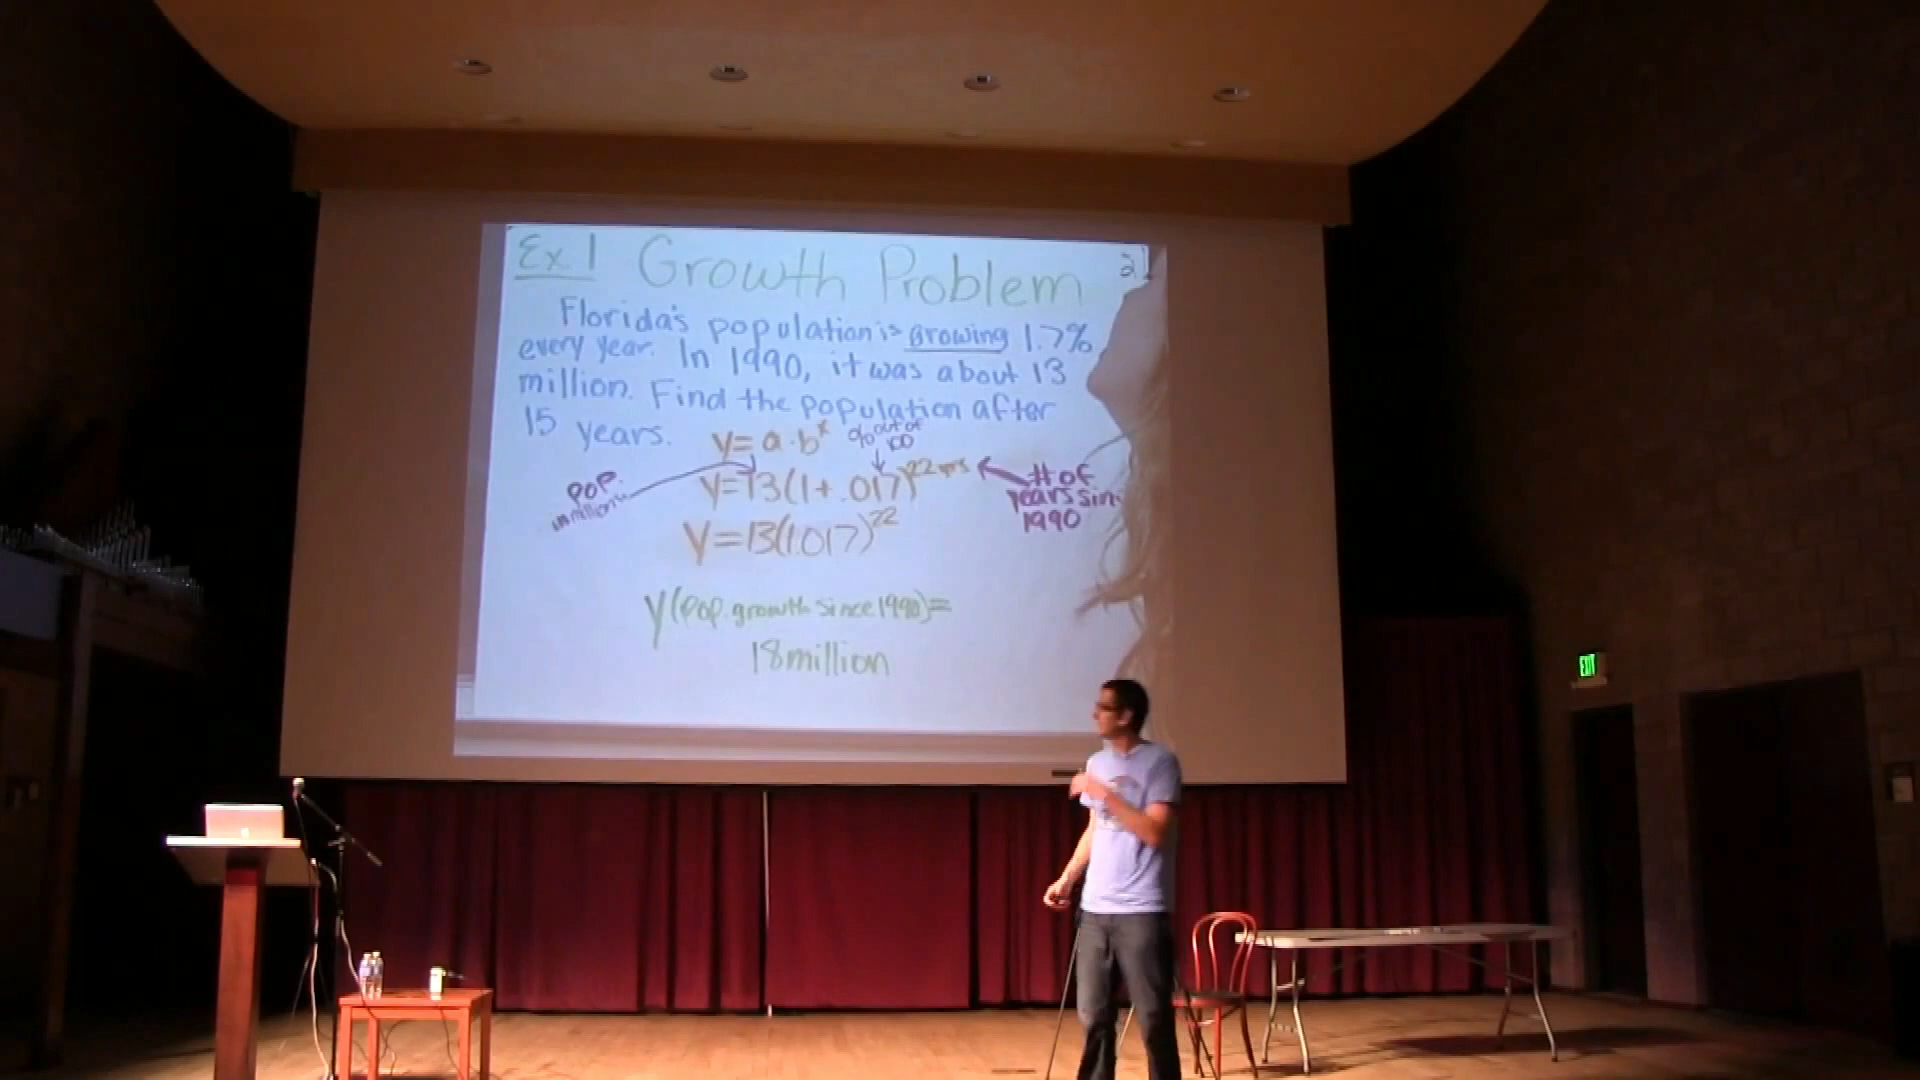 Ex. 1 Growth Problem
2
Florida's population is growing 1.7%
every year. In 1990, it was about 13
million. Find the population after
15 years.
y = a · b^x
% out of
100
y = 13(1 + .017)^22 yrs
pop.
in millions
# of
years sin
1990
y = 13(1.017)^22
y (pop. growth since 1990) =
18 million
EXIT